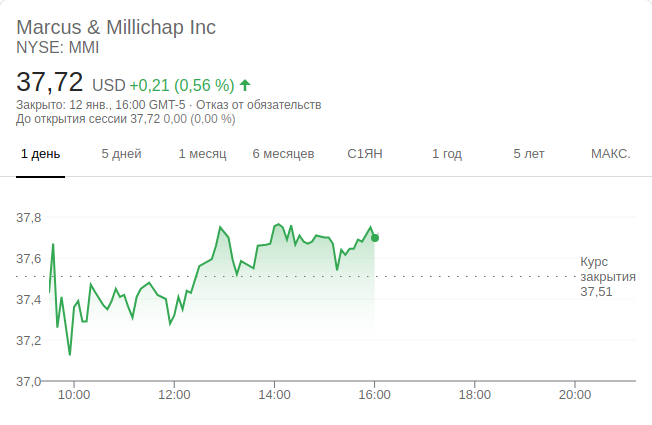 Marcus & Millichap Inc
NYSE: MMI
37,72 USD +0,21 (0,56 %)
Закрыто: 12 янв., 16:00 GMT-5 · Отказ от обязательств
До открытия сессии 37,72 0,00 (0,00 %)
1 день 5 дней 1 месяц 6 месяцев С1ЯН 1 год 5 лет МАКС.
37,8
37,6
37,4
37,2
37,0
Курс
закрытия
37,51
10:00 12:00 14:00 16:00 18:00 20:00